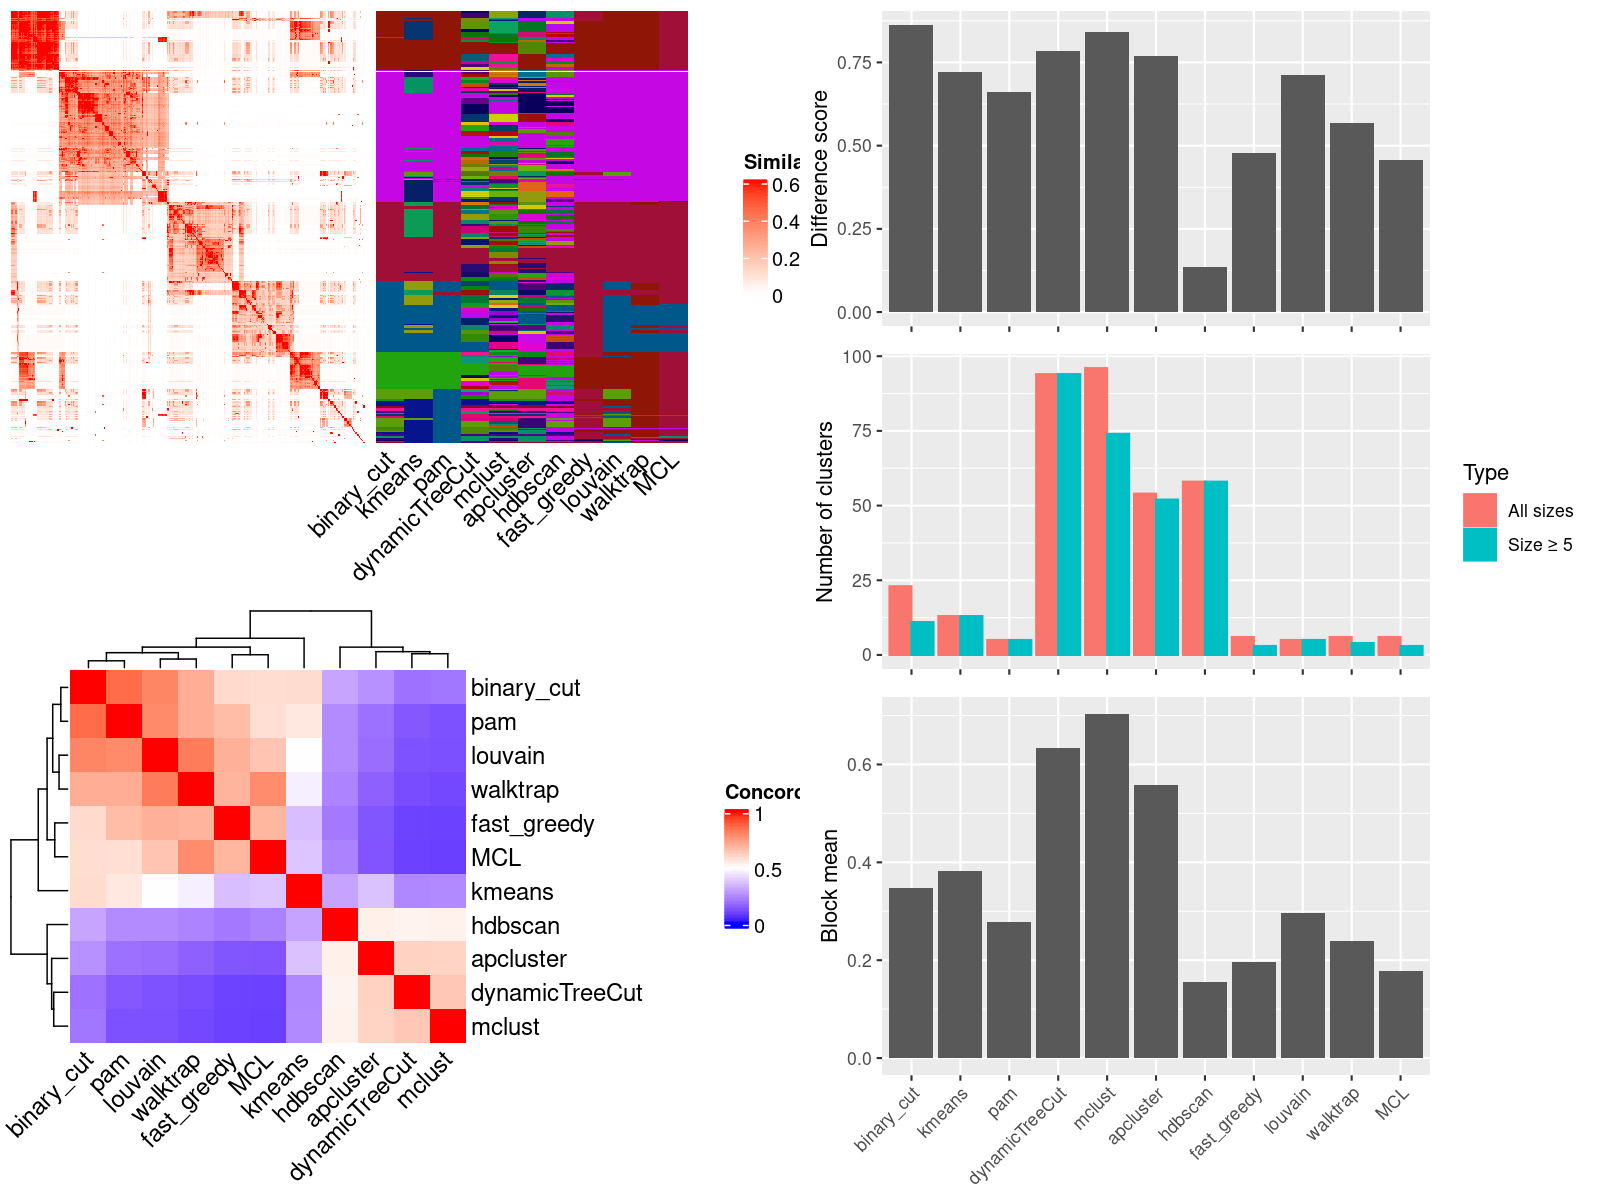 Simila
0.6
0.4
0.2
0
binary_cut
kmeans
pam
dynamicTreeCut
mclust
apcluster
hdbscan
fast_greedy
louvain
walktrap
MCL
Difference score
0.75
0.50
0.25
0.00
Number of clusters
100
75
50
25
0
Type
All sizes
Size ≥ 5
binary_cut
pam
louvain
walktrap
fast_greedy
MCL
kmeans
hdbscan
apcluster
dynamicTreeCut
mclust
binary_cut
pam
louvain
walktrap
fast_greedy
MCL
kmeans
hdbscan
apcluster
dynamicTreeCut
mclust
Concord
1
0.5
0
Block mean
0.6
0.4
0.2
0.0
binary_cut
kmeans
pam
dynamicTreeCut
mclust
apcluster
hdbscan
fast_greedy
louvain
walktrap
MCL